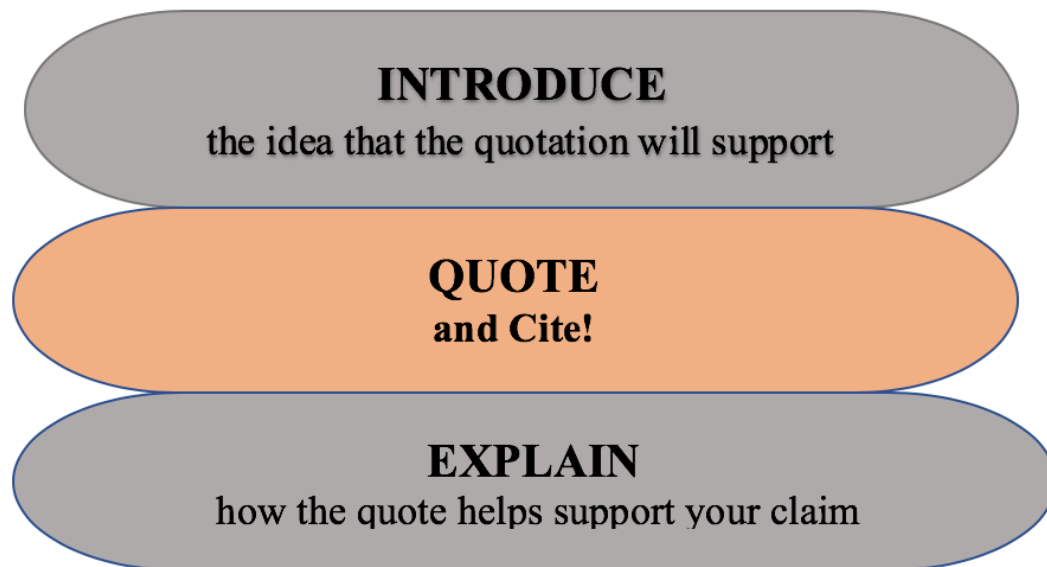 INTRODUCE
the idea that the quotation will support
QUOTE
and Cite!
EXPLAIN
how the quote helps support your claim